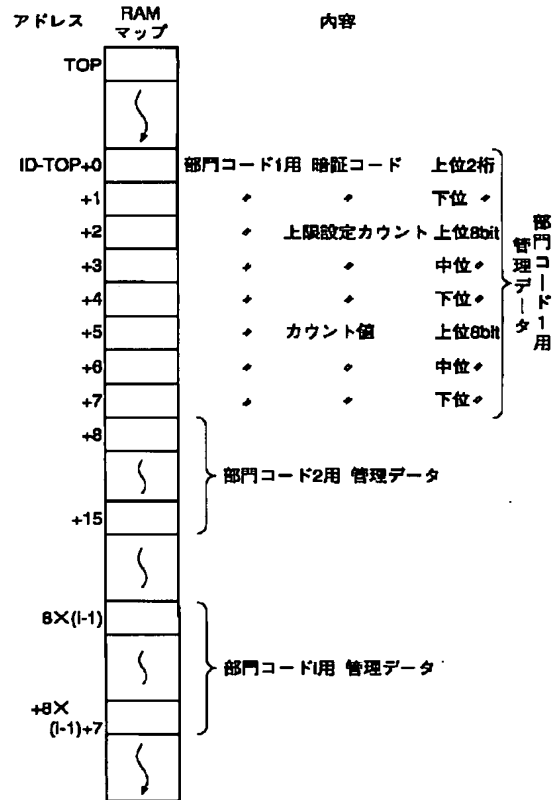 アドレス RAMマップ 内容
TOP
ID-TOP+0 部門コード1用 暗証コード 上位2桁
+1 〃 〃 下位 〃
+2 〃 上限設定カウント 上位8bit
+3 〃 〃 中位 〃
+4 〃 〃 下位 〃
+5 〃 カウント値 上位8bit
+6 〃 〃 中位 〃
+7 〃 〃 下位 〃
部門コード1用
管理データ
+8
部門コード2用 管理データ
+15
8×(i-1)
部門コードi用 管理データ
+8×
(i-1)+7